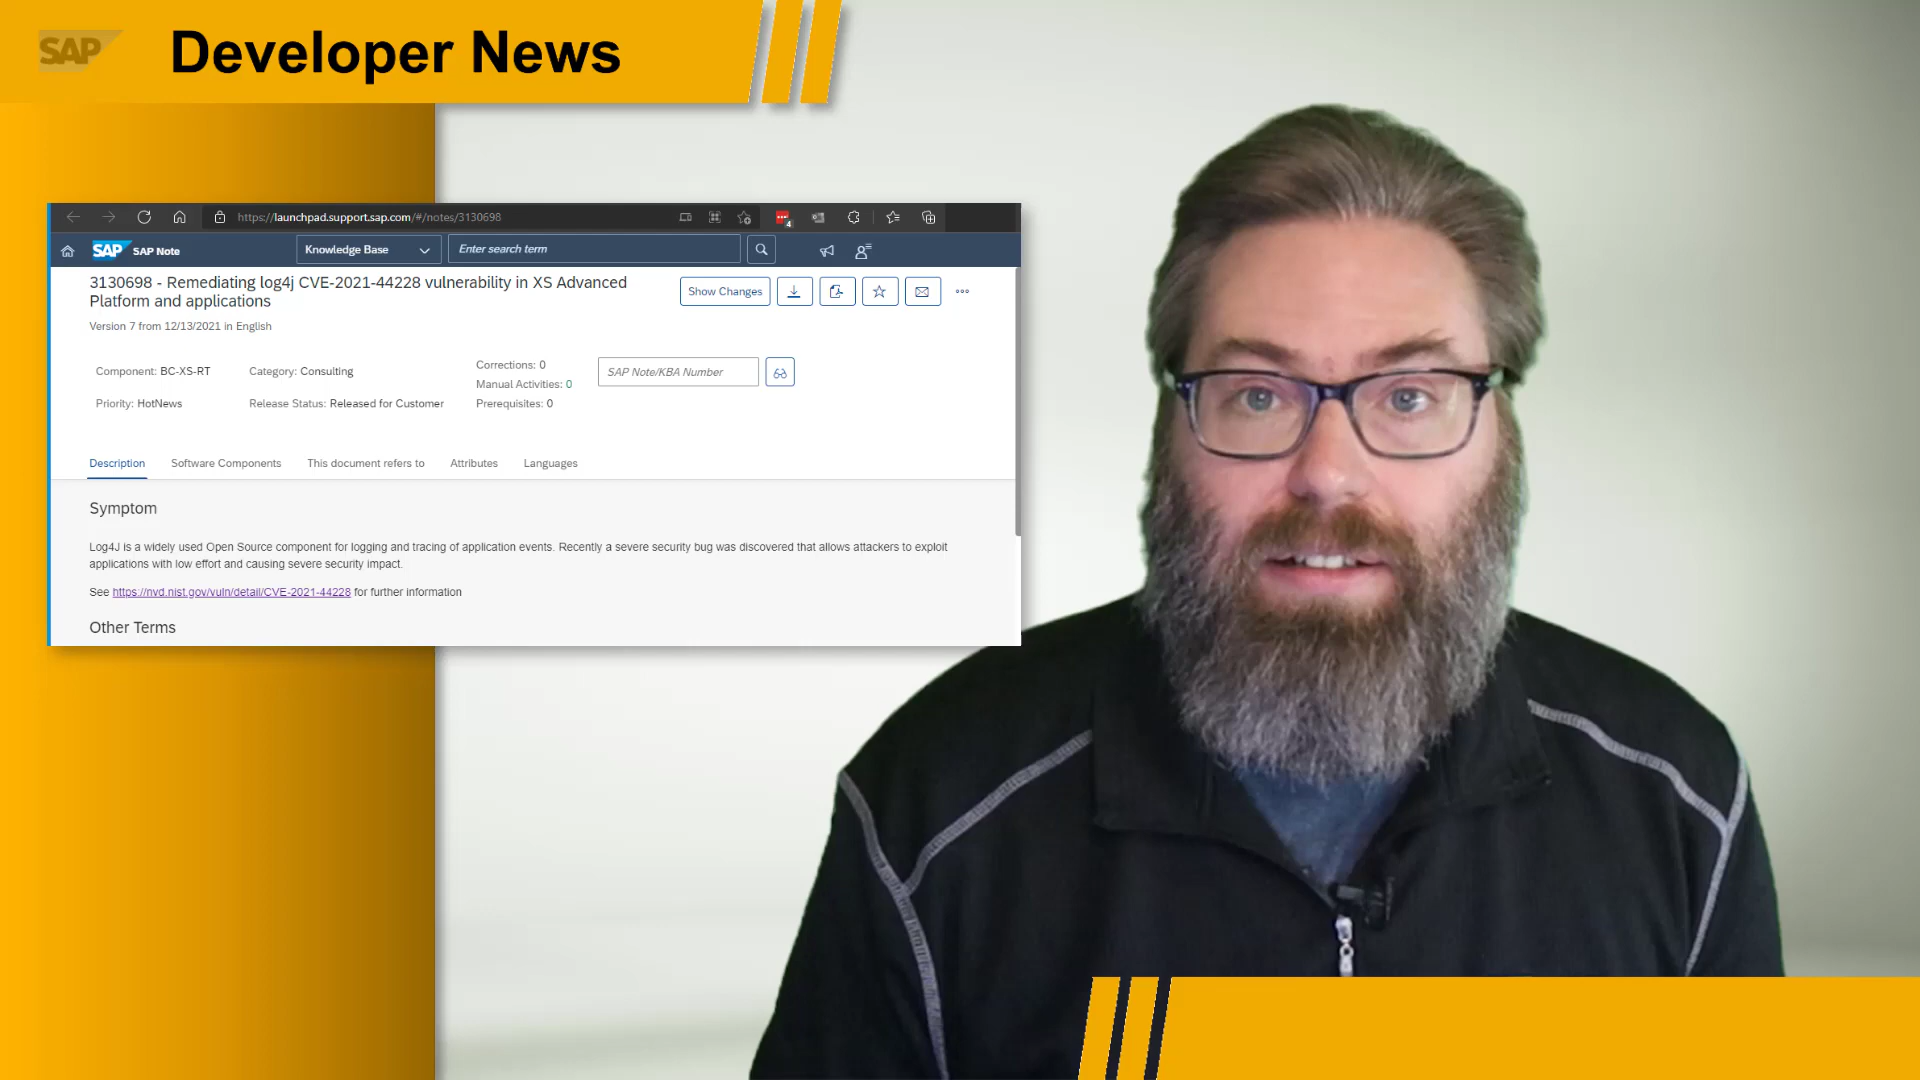 SAP
Developer News
https://launchpad.support.sap.com/#/notes/3130698
4
SAP SAP Note
Knowledge Base
Enter search term
3130698 - Remediating log4j CVE-2021-44228 vulnerability in XS Advanced
Platform and applications
Show Changes
Version 7 from 12/13/2021 in English
Component: BC-XS-RT
Category: Consulting
Corrections: 0
SAP Note/KBA Number
Manual Activities: 0
Priority: HotNews
Release Status: Released for Customer
Prerequisites: 0
Description
Software Components
This document refers to
Attributes
Languages
Symptom
Log4J is a widely used Open Source component for logging and tracing of application events. Recently a severe security bug was discovered that allows attackers to exploit
applications with low effort and causing severe security impact.
See https://nvd.nist.gov/vuln/detail/CVE-2021-44228 for further information
Other Terms